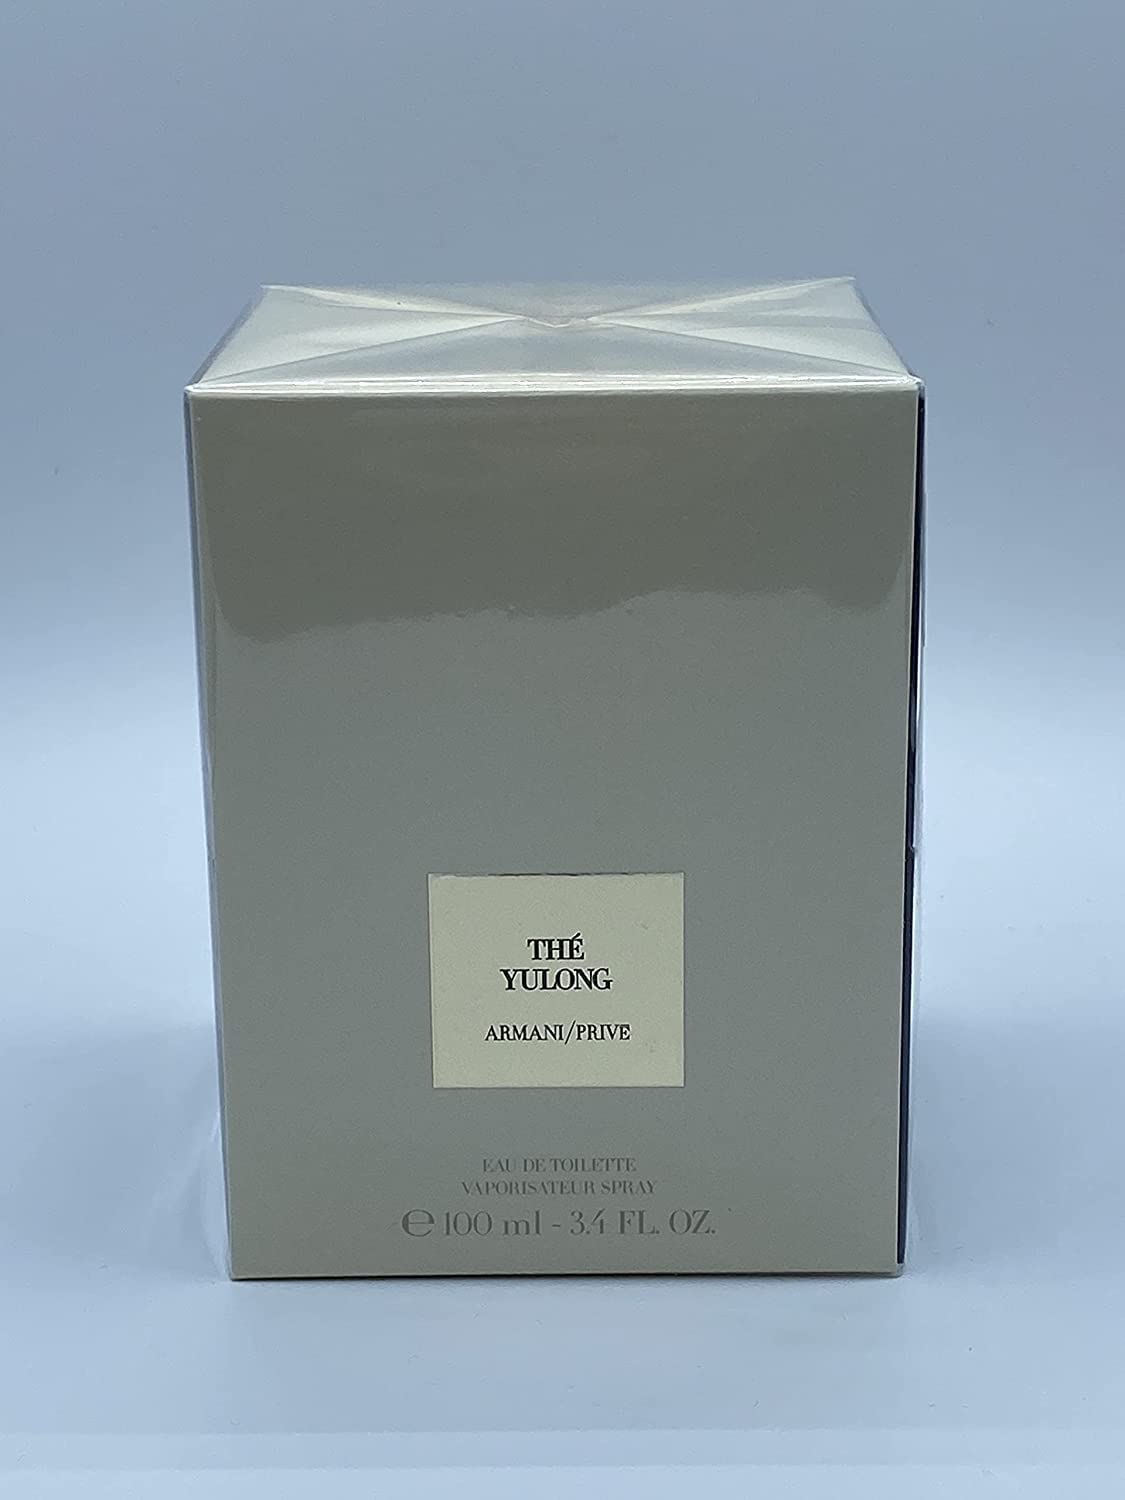 THÉ
YULONG
ARMANI/PRIVE
EAU DE TOILETTE
VAPORISATEUR SPRAY
℮ 100 ml - 3.4 FL. OZ.